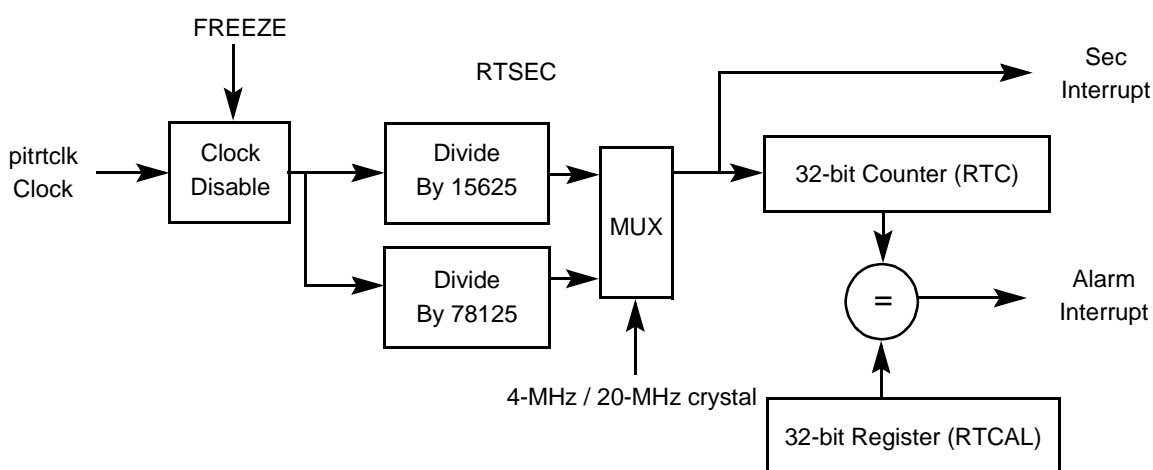 FREEZE
RTSEC
Sec
Interrupt
pitrtclk
Clock
Clock
Disable
Divide
By 15625
MUX
32-bit Counter (RTC)
Divide
By 78125
=
Alarm
Interrupt
4-MHz / 20-MHz crystal
32-bit Register (RTCAL)